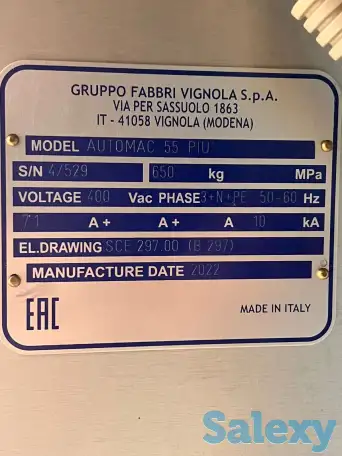 GRUPPO FABBRI VIGNOLA S.p.A.
VIA PER SASSUOLO 1863
IT - 41058 VIGNOLA (MODENA)
MODEL AUTOMAC 55 PIU'
S/N 4/529 650 kg MPa
VOLTAGE 400 Vac PHASE 3+N+PE 50-60 Hz
71 A+ A+ A 10 kA
EL.DRAWING SCE 297.00 (B 297)
MANUFACTURE DATE 2022
EAC MADE IN ITALY
Salexy